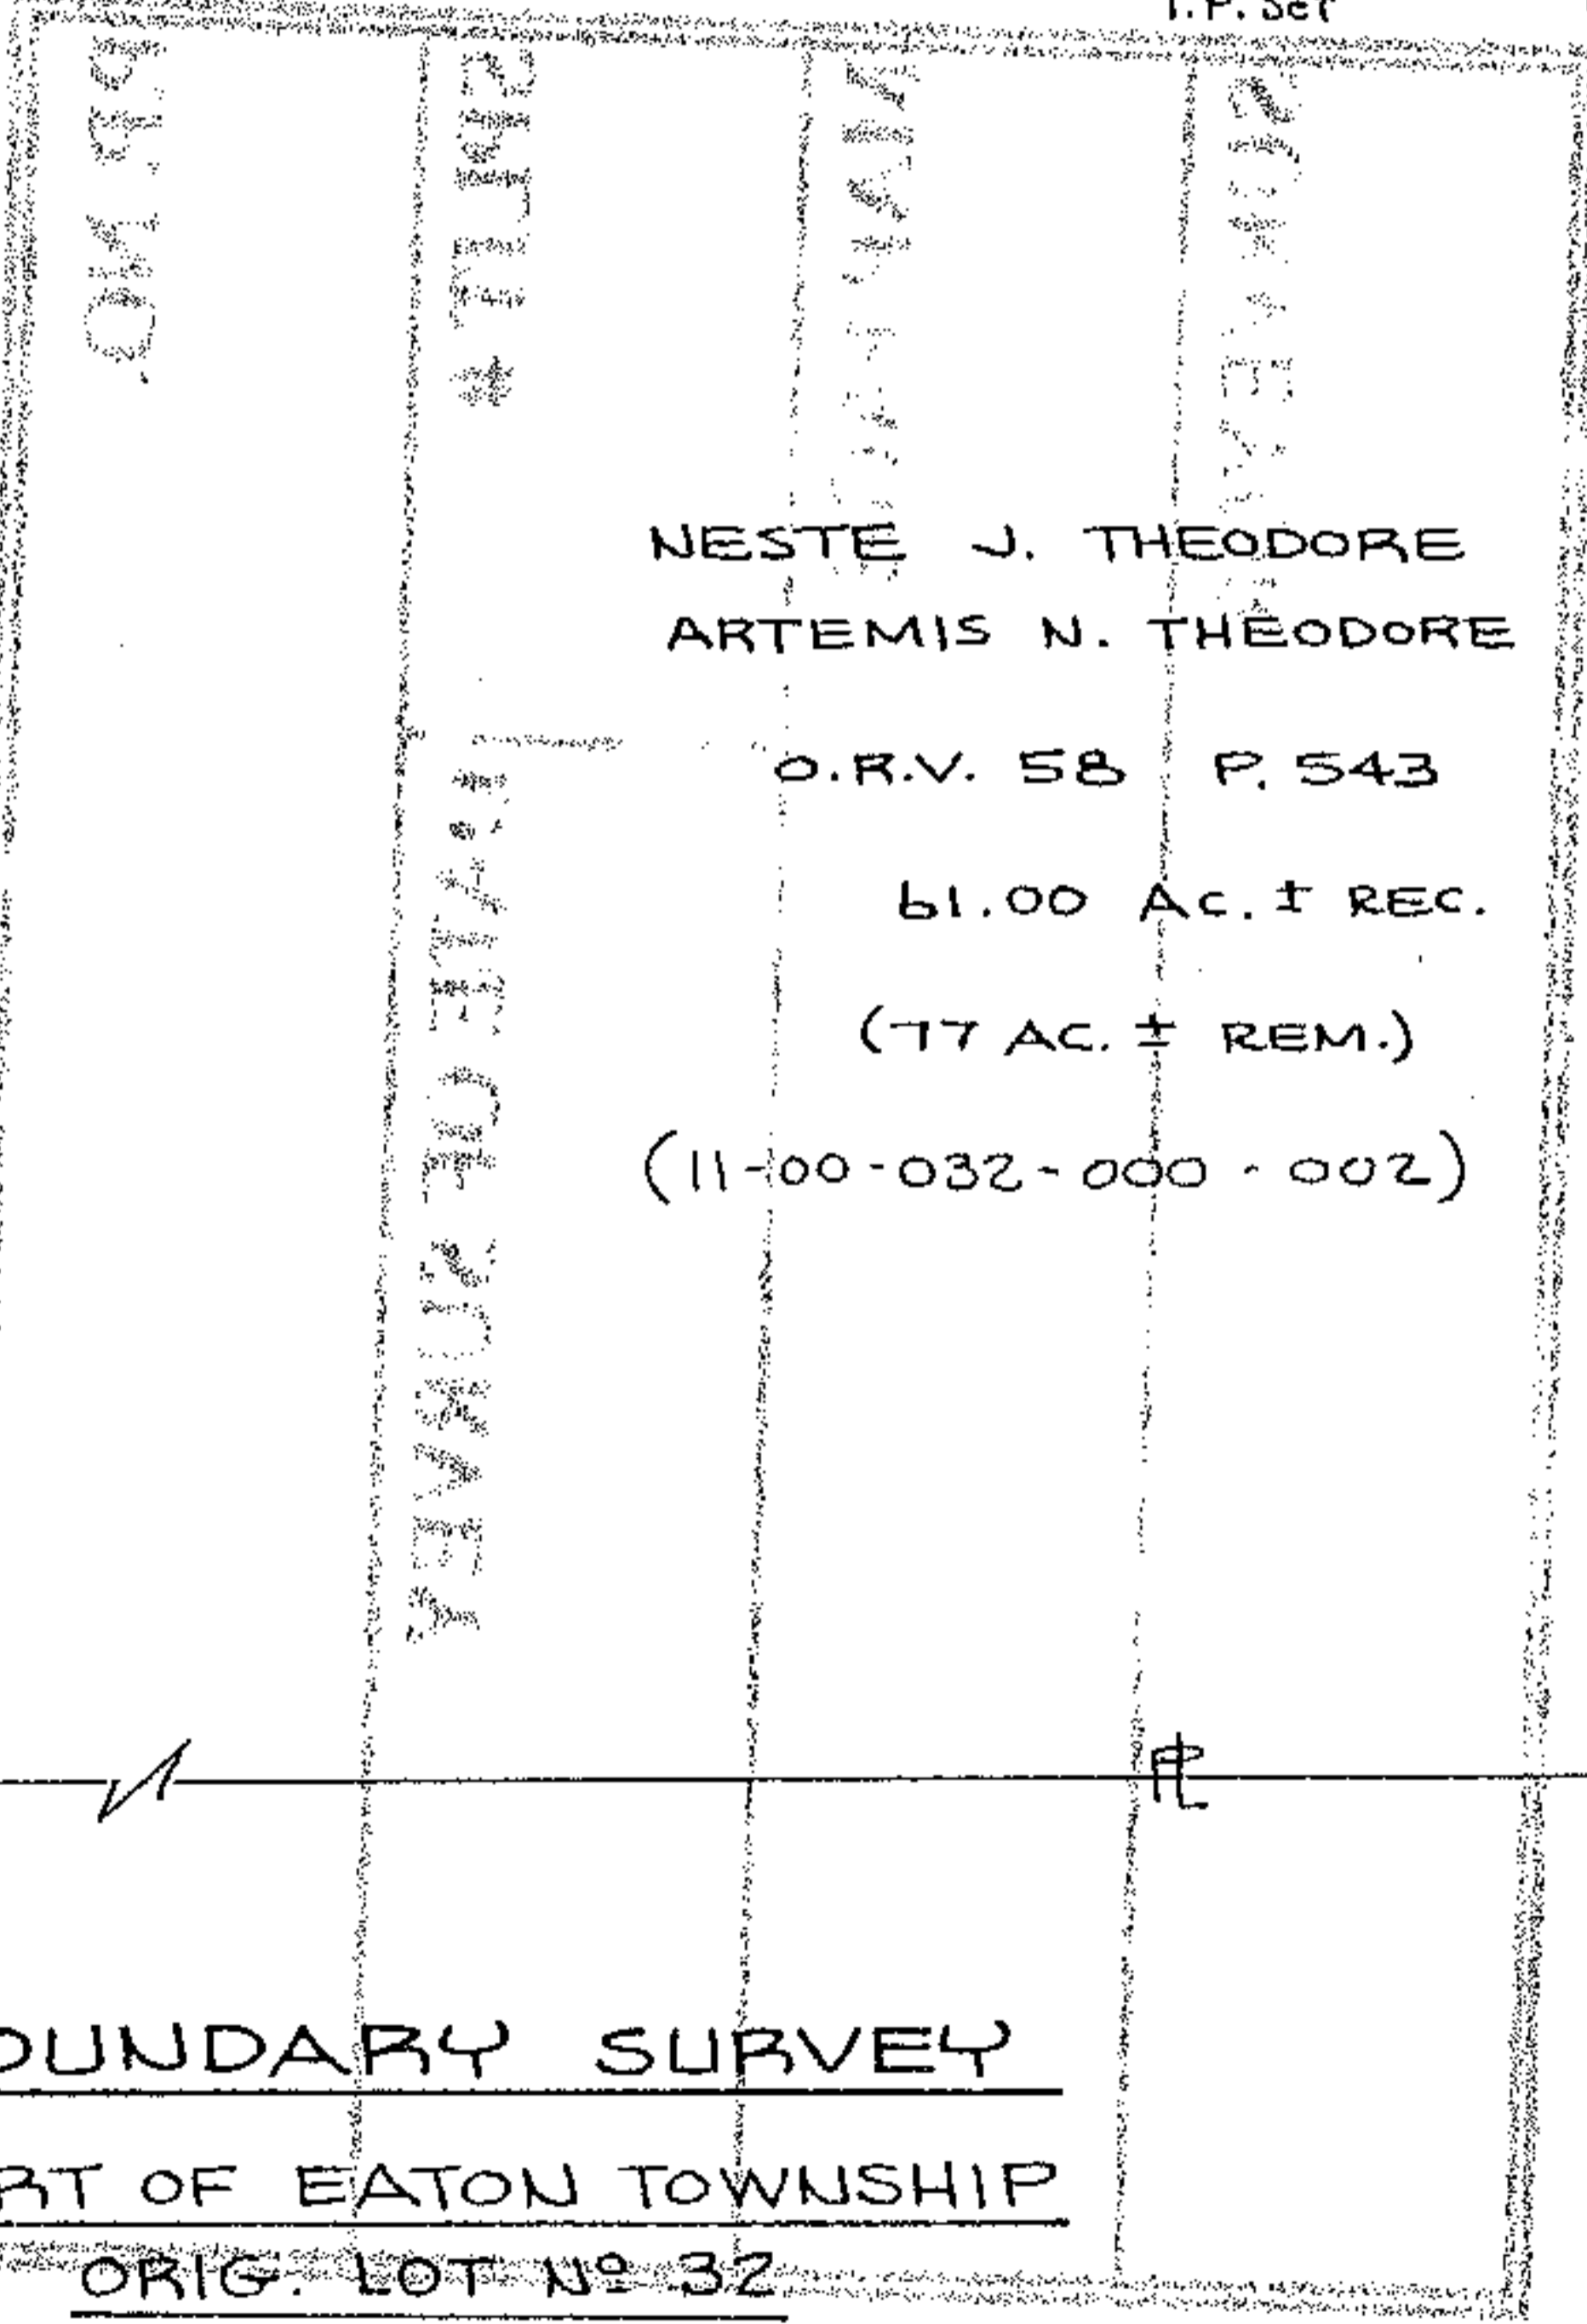 I.P. Set
NESTE J. THEODORE
ARTEMIS N. THEODORE
O.R.V. 58 P. 543
61.00 AC. ± REC.
(77 AC. ± REM.)
(11-00-032-000-002)
PL
OUNDARY SURVEY
RT OF EATON TOWNSHIP
ORIG. LOT Nº 32